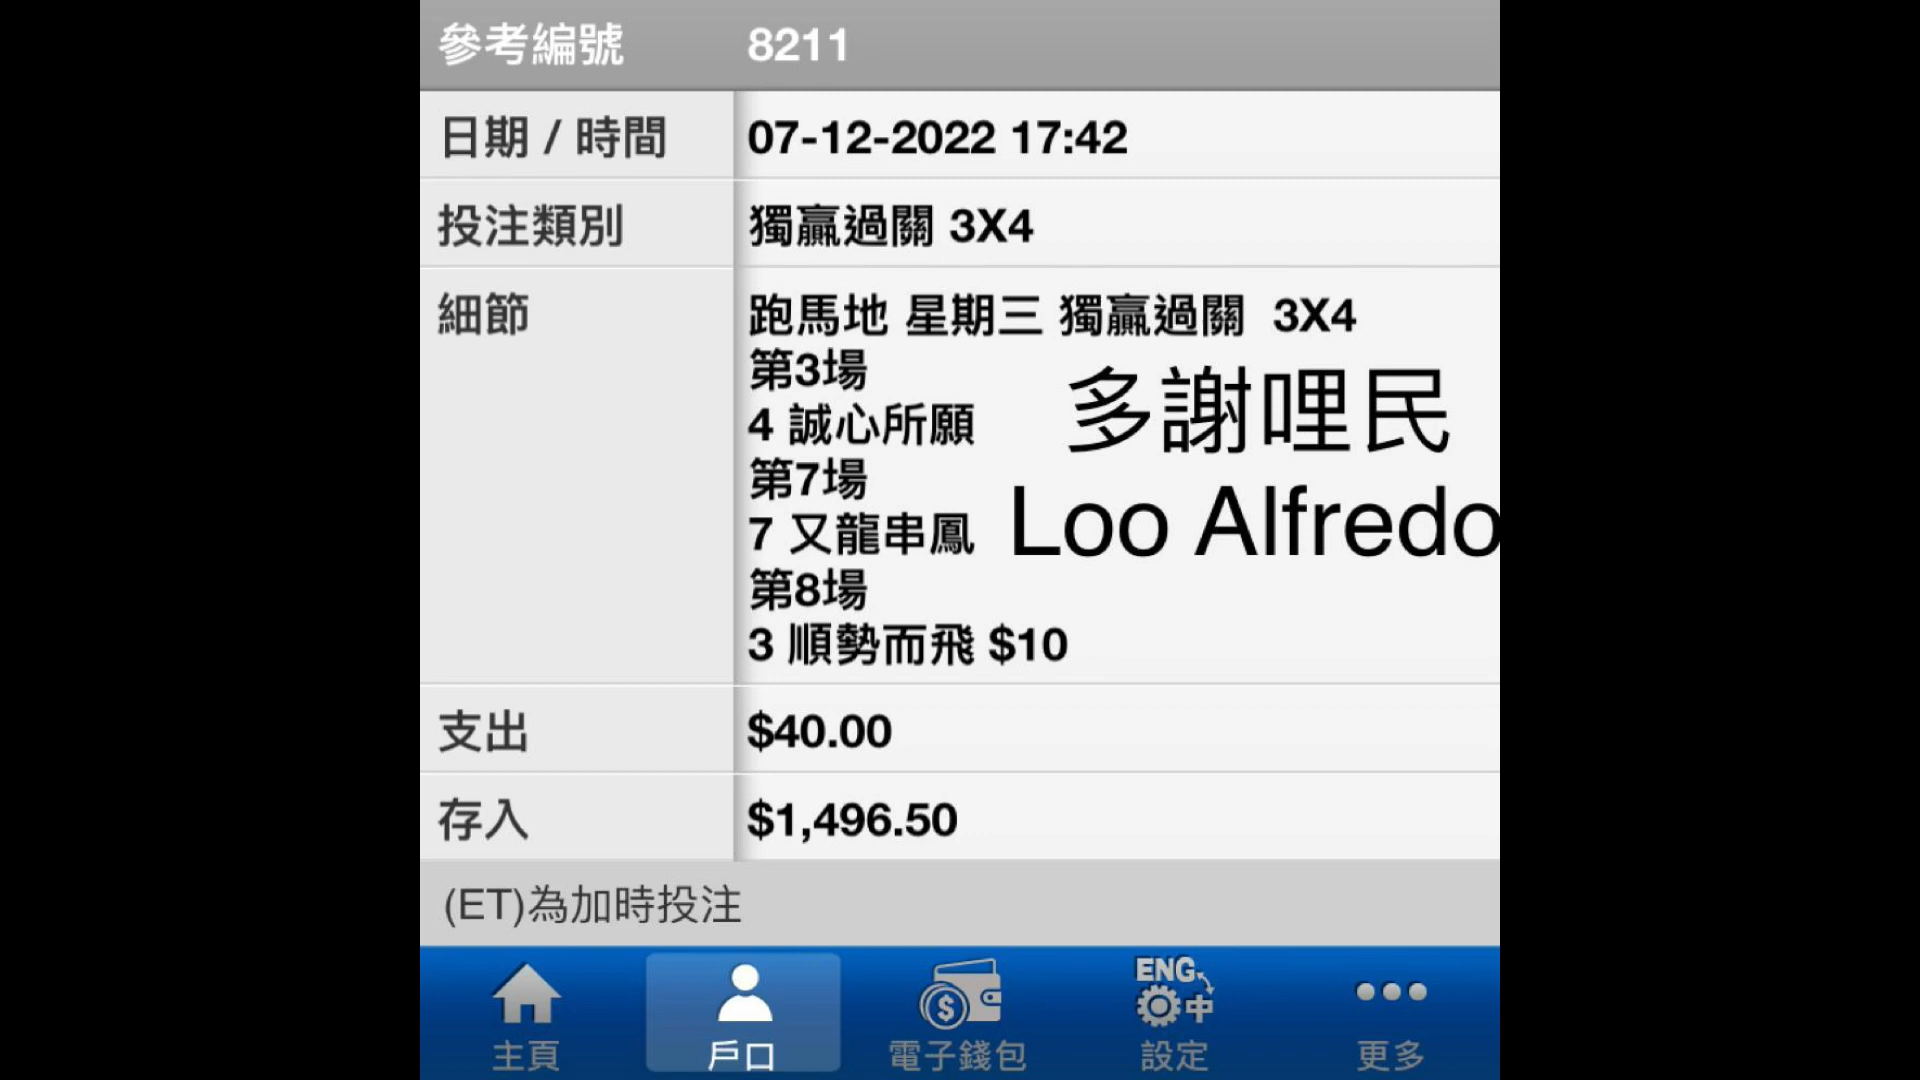 參考編號 8211
日期 / 時間 07-12-2022 17:42
投注類別 獨贏過關 3X4
細節 跑馬地 星期三 獨贏過關 3X4
第3場
4 誠心所願
第7場
7 又龍串鳳
第8場
3 順勢而飛 $10
多謝哩民
Loo Alfredo
支出 $40.00
存入 $1,496.50
(ET)為加時投注
ENG 中
主頁 戶口 電子錢包 設定 更多